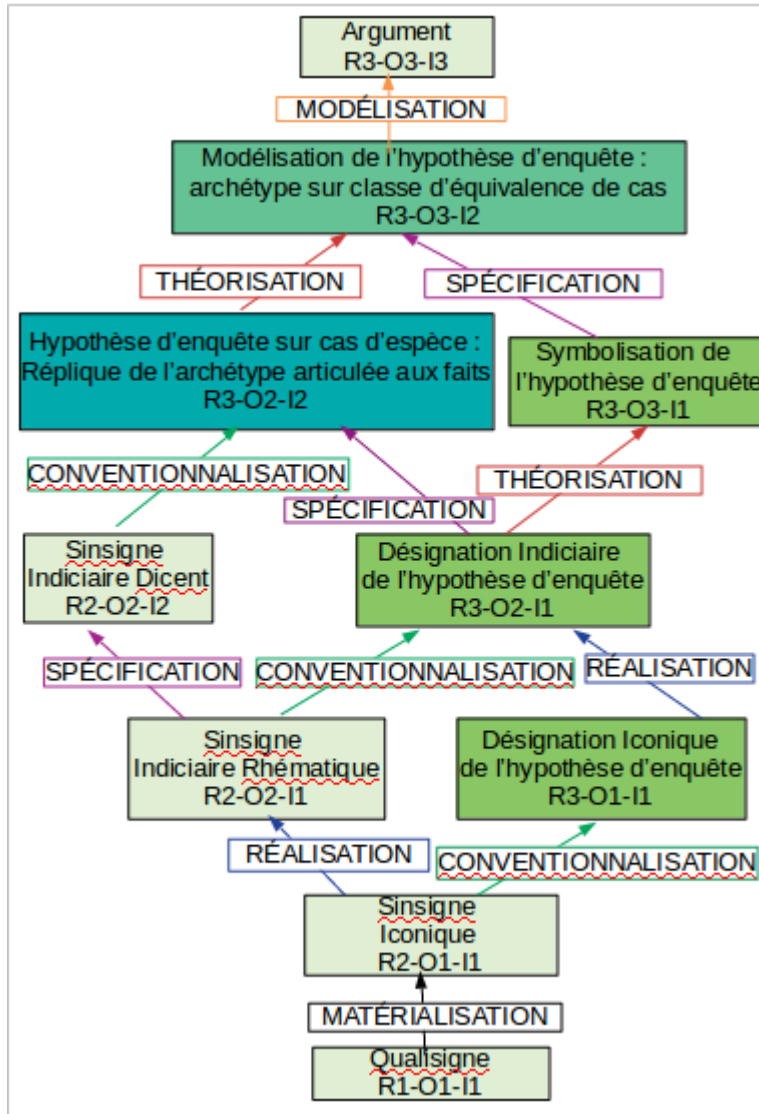 Argument
R3-O3-I3
MODÉLISATION
Modélisation de l'hypothèse d'enquête :
archétype sur classe d'équivalence de cas
R3-O3-I2
THÉORISATION
SPÉCIFICATION
Hypothèse d'enquête sur cas d'espèce :
Réplique de l'archétype articulée aux faits
R3-O2-I2
Symbolisation de
l'hypothèse d'enquête
R3-O3-I1
CONVENTIONNALISATION
SPÉCIFICATION
THÉORISATION
Sinsigne
Indiciaire Dicent
R2-O2-I2
Désignation Indiciaire
de l'hypothèse d'enquête
R3-O2-I1
SPÉCIFICATION
CONVENTIONNALISATION
RÉALISATION
Sinsigne
Indiciaire Rhématique
R2-O2-I1
Désignation Iconique
de l'hypothèse d'enquête
R3-O1-I1
RÉALISATION
CONVENTIONNALISATION
Sinsigne
Iconique
R2-O1-I1
MATÉRIALISATION
Qualisigne
R1-O1-I1